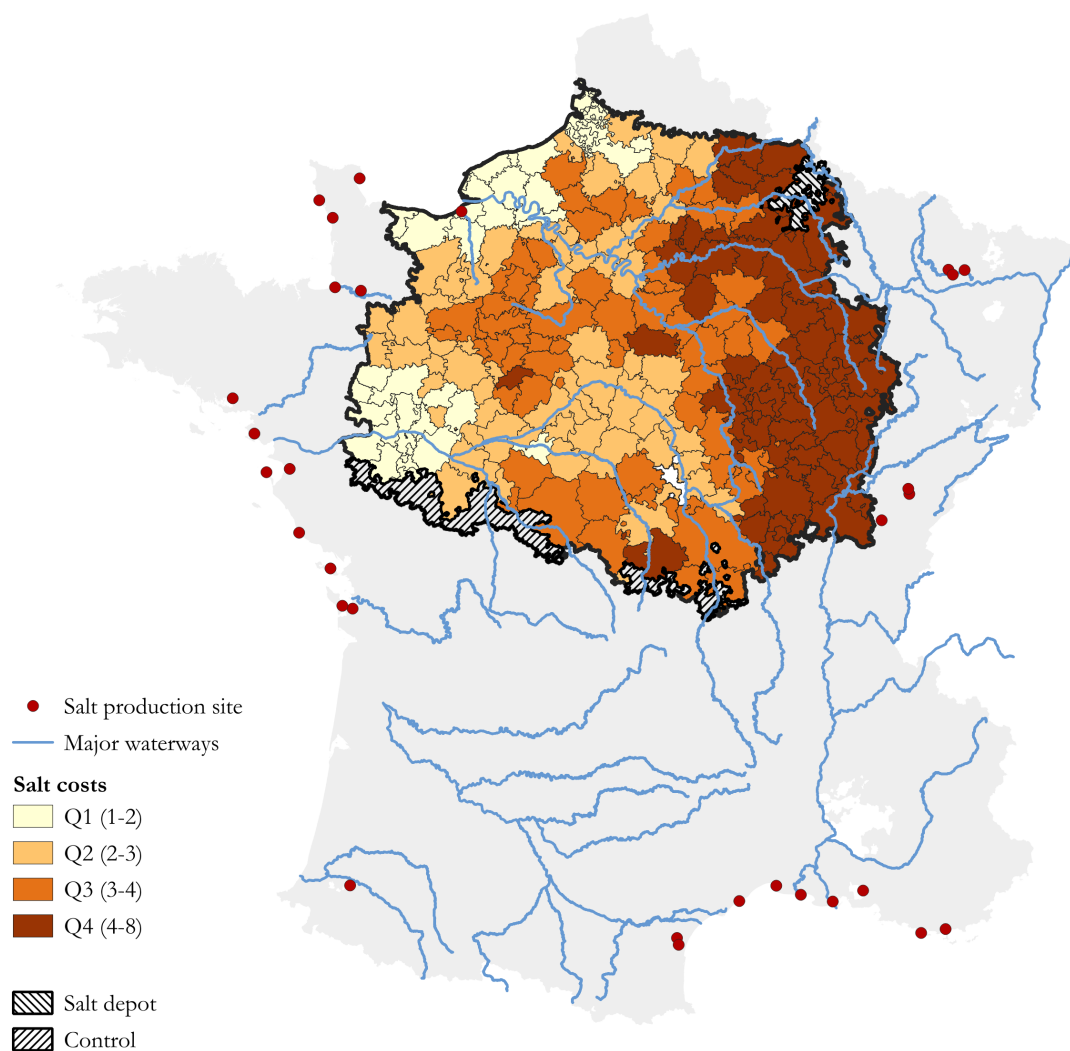 Salt production site
Major waterways
Salt costs
Q1 (1-2)
Q2 (2-3)
Q3 (3-4)
Q4 (4-8)
Salt depot
Control